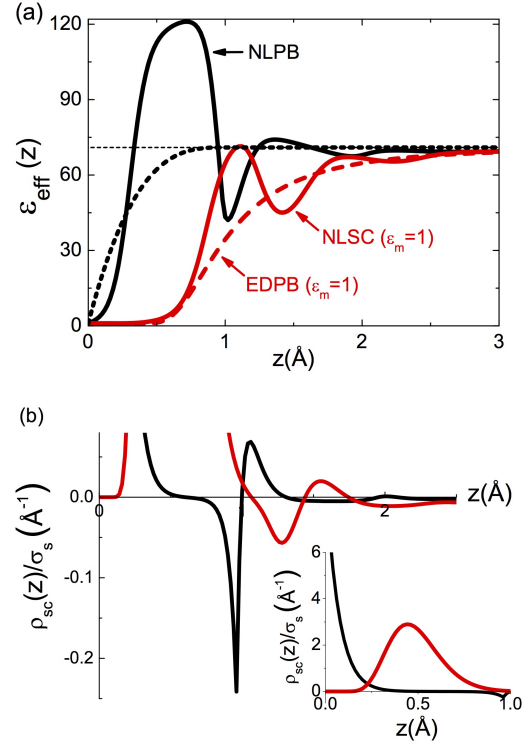 (a)
120
90
60
30
0
ε_eff(z)
NLPB
NLSC (ε_m=1)
EDPB (ε_m=1)
0 1 2 3
z(Å)
(b)
0.0
-0.1
-0.2
ρ_sc(z)/σ_s (Å⁻¹)
0 2
z(Å)
6
4
2
0
ρ_sc(z)/σ_s (Å⁻¹)
0.0 0.5 1.0
z(Å)